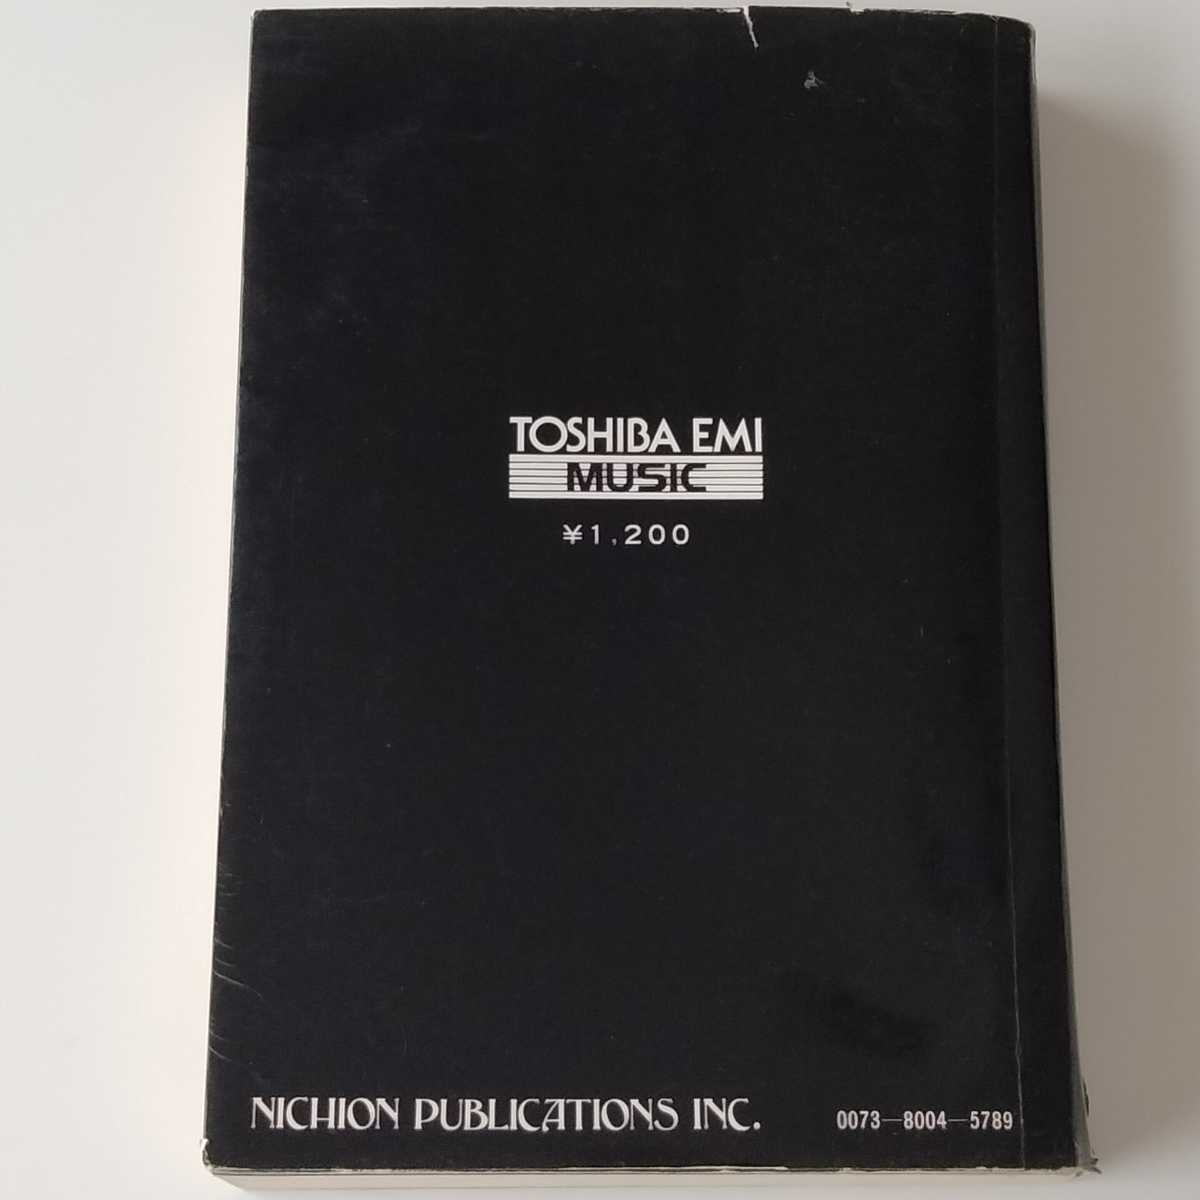 TOSHIBA EMI
MUSIC
¥1,200
NICHION PUBLICATIONS INC. 0073-8004-5789